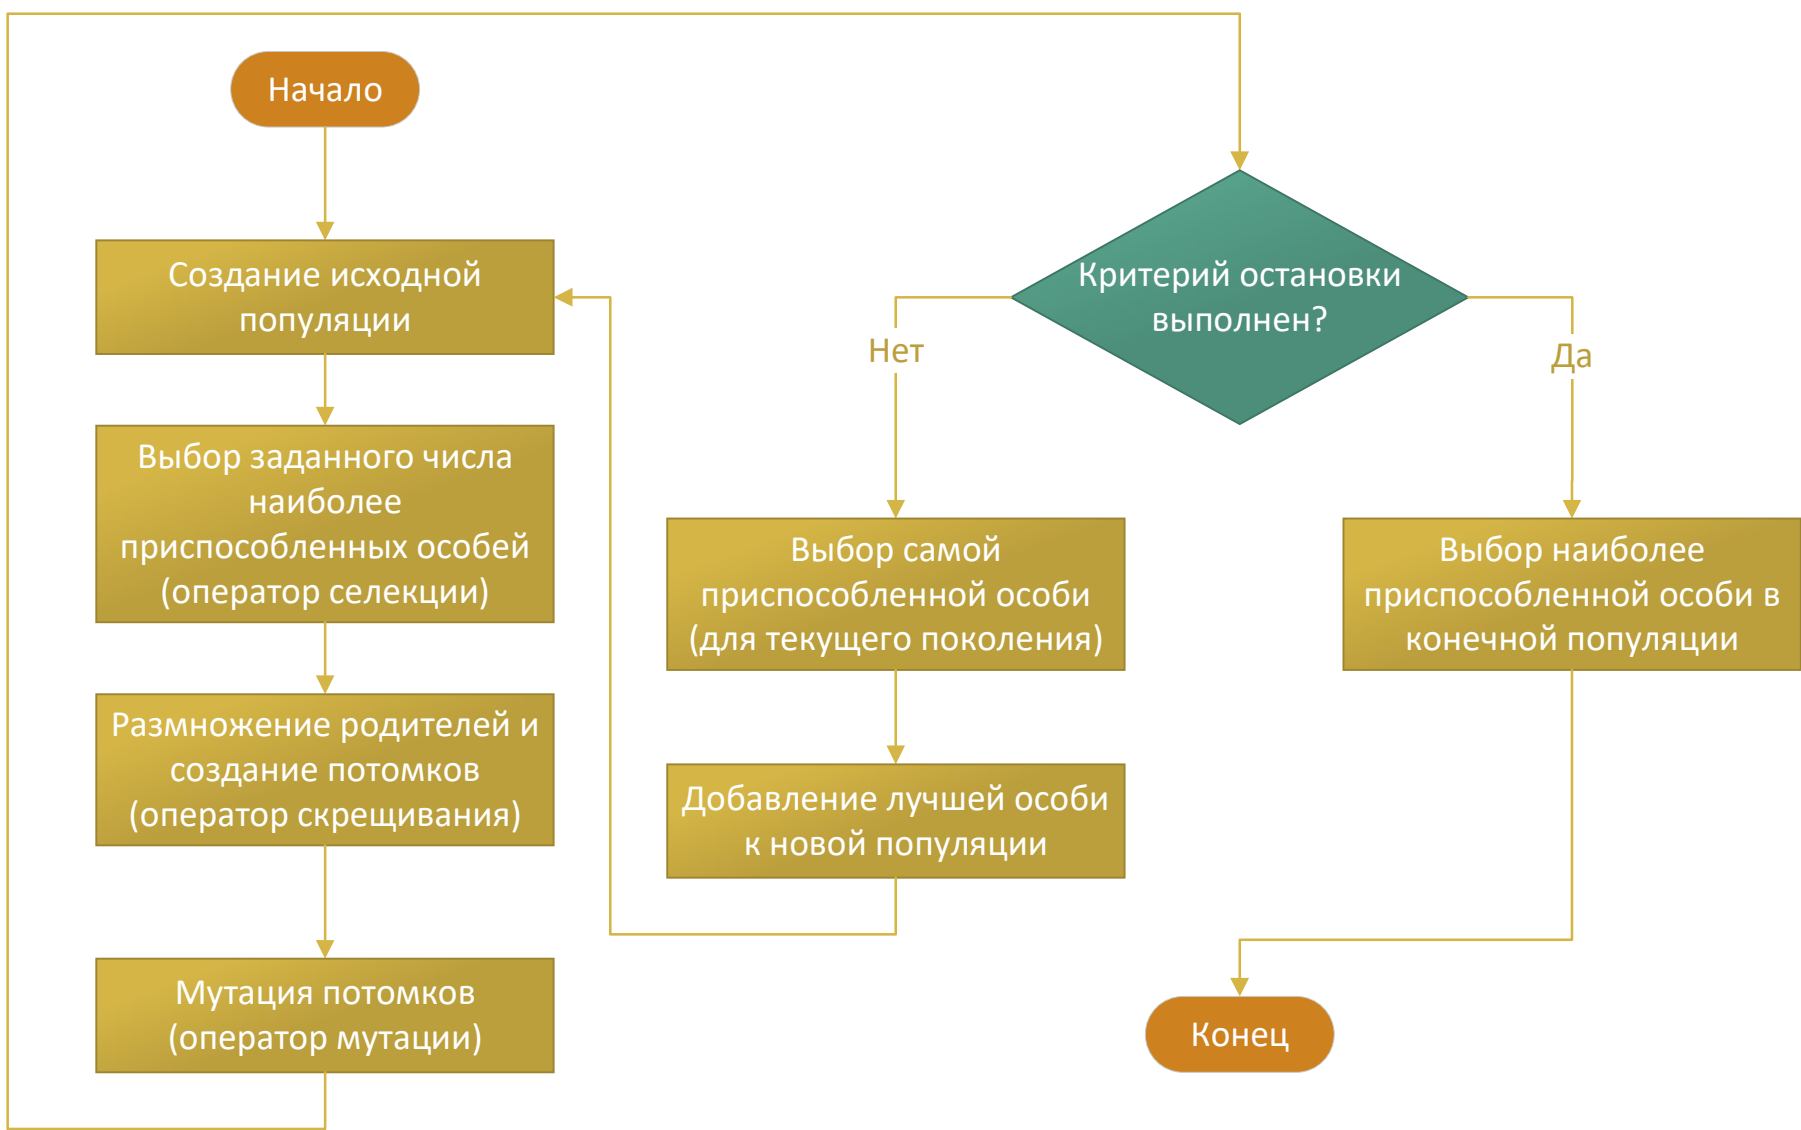 Начало
Создание исходной
популяции
Выбор заданного числа
наиболее
приспособленных особей
(оператор селекции)
Размножение родителей и
создание потомков
(оператор скрещивания)
Мутация потомков
(оператор мутации)
Критерий остановки
выполнен?
Нет
Да
Выбор самой
приспособленной особи
(для текущего поколения)
Добавление лучшей особи
к новой популяции
Выбор наиболее
приспособленной особи в
конечной популяции
Конец